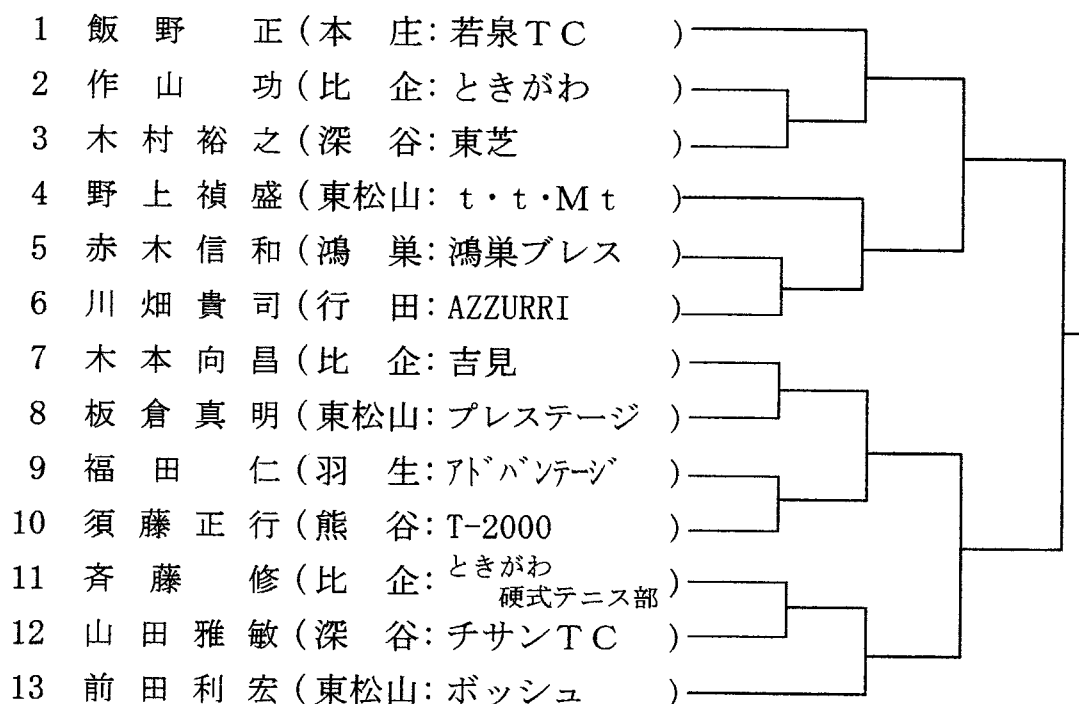 1 飯野 正 (本 庄: 若泉TC )
2 作山 功 (比 企: ときがわ )
3 木村裕之 (深 谷: 東芝 )
4 野上禎盛 (東松山: t・t・Mt )
5 赤木信和 (鴻 巣: 鴻巣ブレス )
6 川畑貴司 (行 田: AZZURRI )
7 木本向昌 (比 企: 吉見 )
8 板倉真明 (東松山: プレステージ )
9 福田 仁 (羽 生: アドバンテージ )
10 須藤正行 (熊 谷: T-2000 )
11 斉藤 修 (比 企: ときがわ
硬式テニス部 )
12 山田雅敏 (深 谷: チサンTC )
13 前田利宏 (東松山: ボッシュ )